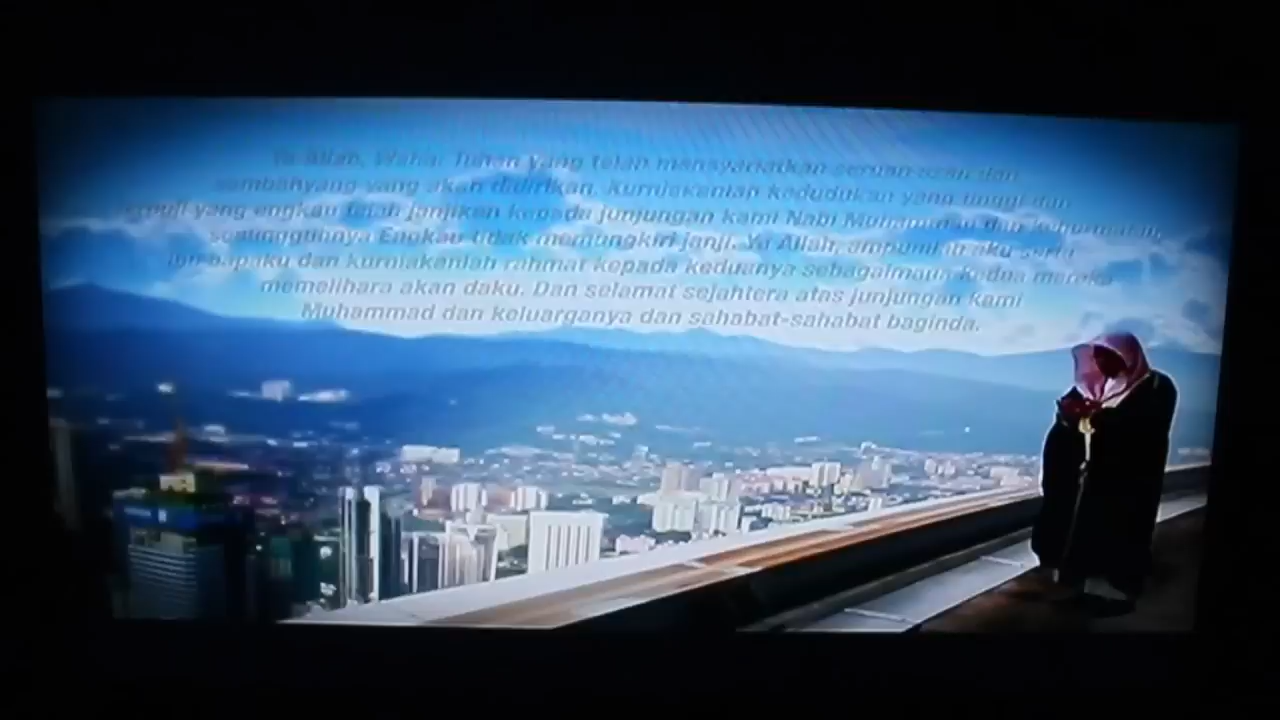 Ya Allah, Wahai Tuhan yang telah mensyariatkan seruan azan dan
sembahyang yang akan didirikan, kurniakanlah kedudukan yang tinggi dan
terpuji yang engkau telah janjikan kepada junjungan kami Nabi Muhammad dan kehormatan,
sesungguhnya Engkau tidak memungkiri janji. Ya Allah, ampunilah aku serta
ibu bapaku dan kurniakanlah rahmat kepada keduanya sebagaimana kedua mereka
memelihara akan daku. Dan selamat sejahtera atas junjungan kami
Muhammad dan keluarganya dan sahabat-sahabat baginda.